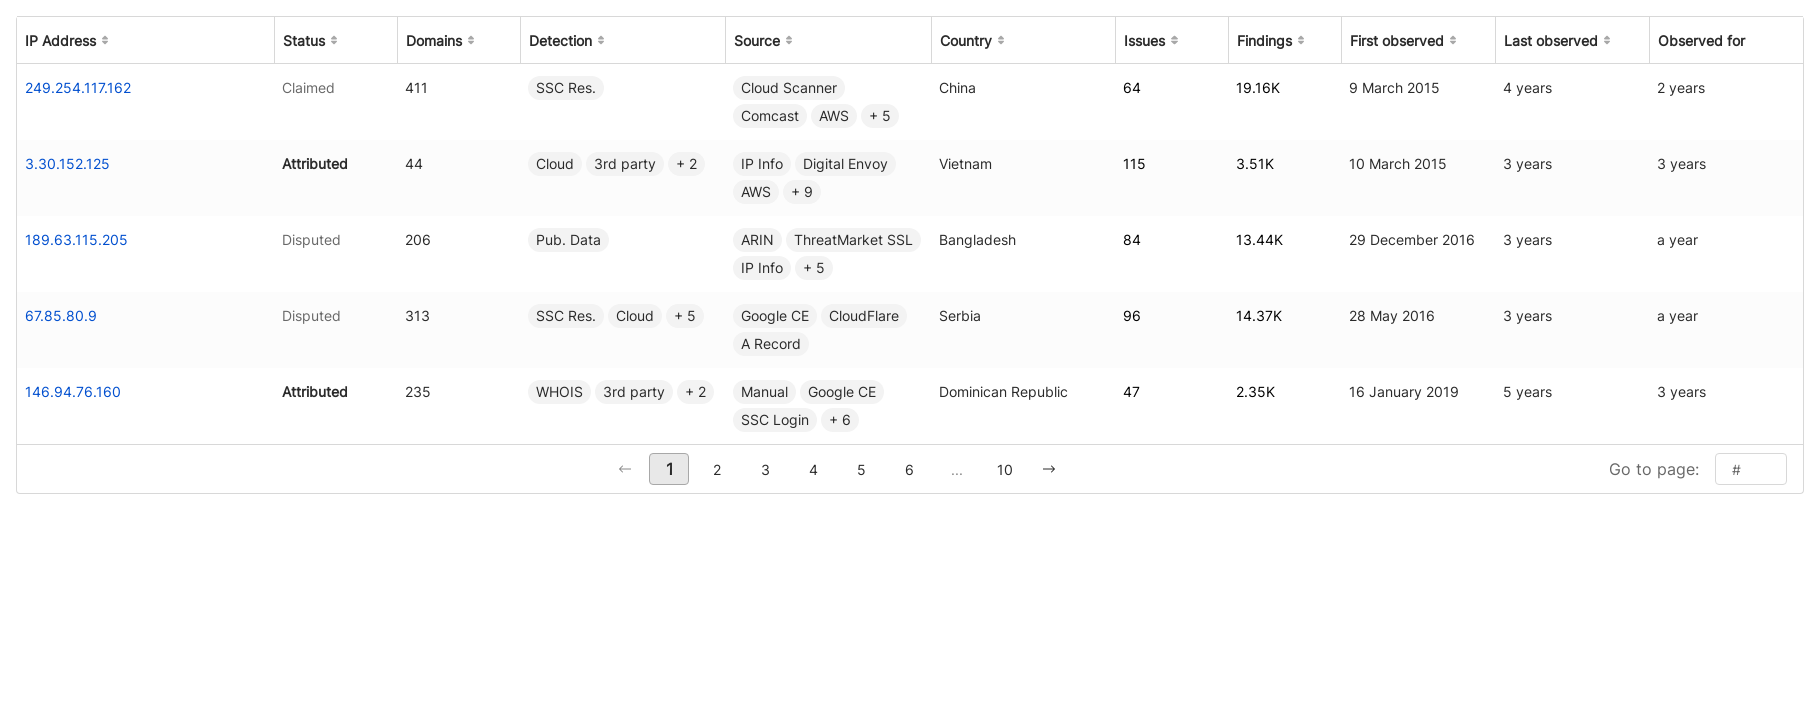 IP Address Status Domains Detection Source Country Issues Findings First observed Last observed Observed for
249.254.117.162 Claimed 411 SSC Res. Cloud Scanner China 64 19.16K 9 March 2015 4 years 2 years
Comcast AWS + 5
3.30.152.125 Attributed 44 Cloud 3rd party + 2 IP Info Digital Envoy Vietnam 115 3.51K 10 March 2015 3 years 3 years
AWS + 9
189.63.115.205 Disputed 206 Pub. Data ARIN ThreatMarket SSL Bangladesh 84 13.44K 29 December 2016 3 years a year
IP Info + 5
67.85.80.9 Disputed 313 SSC Res. Cloud + 5 Google CE CloudFlare Serbia 96 14.37K 28 May 2016 3 years a year
A Record
146.94.76.160 Attributed 235 WHOIS 3rd party + 2 Manual Google CE Dominican Republic 47 2.35K 16 January 2019 5 years 3 years
SSC Login + 6
← 1 2 3 4 5 6 ... 10 → Go to page: #